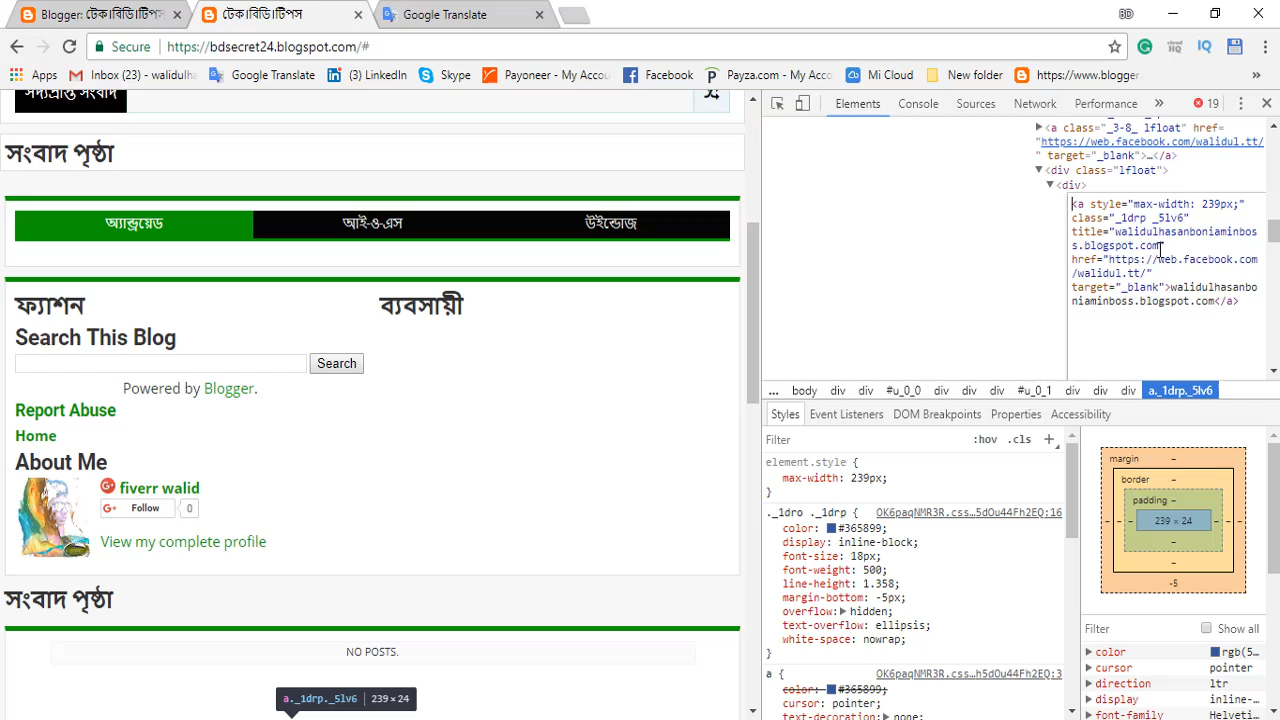 Blogger: টেক।বিডি।টিপস
টেক।বিডি।টিপস
Google Translate
BD
Secure
https://bdsecret24.blogspot.com/#
Apps
Inbox (23) - walidulha
Google Translate
(3) LinkedIn
Skype
Payoneer - My Accou
Facebook
Payza.com - My Acco
Mi Cloud
New folder
https://www.blogger
সদ্যপ্রাপ্ত সংবাদ
সংবাদ পৃষ্ঠা
অ্যান্ড্রয়েড
আই-ও-এস
উইন্ডোজ
ফ্যাশন
ব্যবসায়ী
Search This Blog
Search
Powered by Blogger.
Report Abuse
Home
About Me
fiverr walid
G+ Follow 0
View my complete profile
সংবাদ পৃষ্ঠা
NO POSTS.
a._1drp._5lv6 239×24
Elements Console Sources Network Performance » 19
<a class="_3-8_ lfloat" href=
"https://web.facebook.com/walidul.tt/
" target="_blank">…</a>
<div class="lfloat">
<div>
<a style="max-width: 239px;"
class="_1drp _5lv6"
title="walidulhasanboniaminbos
s.blogspot.com"
href="https://web.facebook.com
/walidul.tt/"
target="_blank">walidulhasanbo
niaminboss.blogspot.com</a>
... body div div #u_0_0 div #u_0_1 div div div a._1drp._5lv6
Styles Event Listeners DOM Breakpoints Properties Accessibility
Filter :hov .cls +
element.style {
max-width: 239px;
}
._1dro ._1drp { OK6paqNMR3R.css…5dOu44Fh2EQ:16
color: #365899;
display: inline-block;
font-size: 18px;
font-weight: 500;
line-height: 1.358;
margin-bottom: -5px;
overflow: hidden;
text-overflow: ellipsis;
white-space: nowrap;
}
a { OK6paqNMR3R.css…h5dOu44Fh2EQ:3
color: #365899;
cursor: pointer;
text-decoration: none;
margin –
border –
padding –
239 × 24
–
–
-5
Filter Show all
color rgb(5…
cursor pointer
direction ltr
display inline-
font-family Helveti…